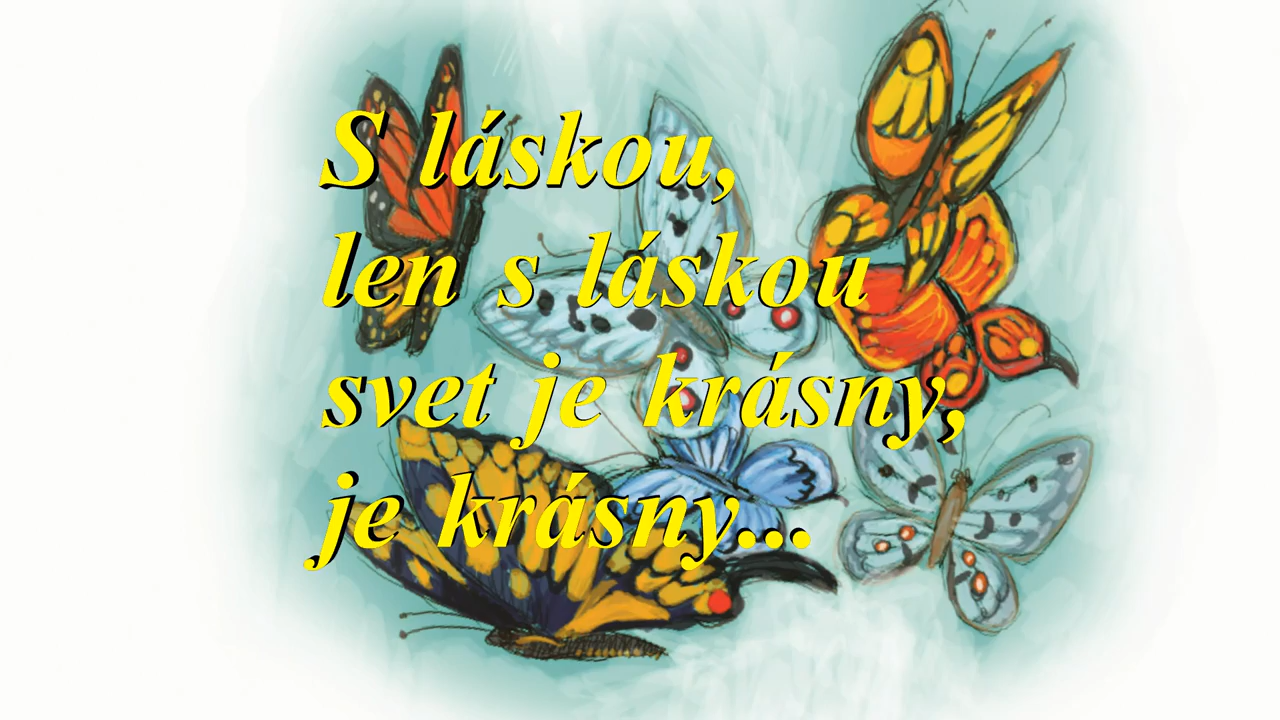 S láskou,
len s láskou
svet je krásny,
je krásny...